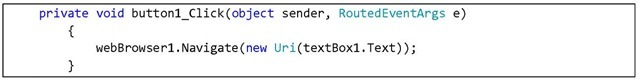 private void button1_Click(object sender, RoutedEventArgs e)
{
webBrowser1.Navigate(new Uri(textBox1.Text));
}